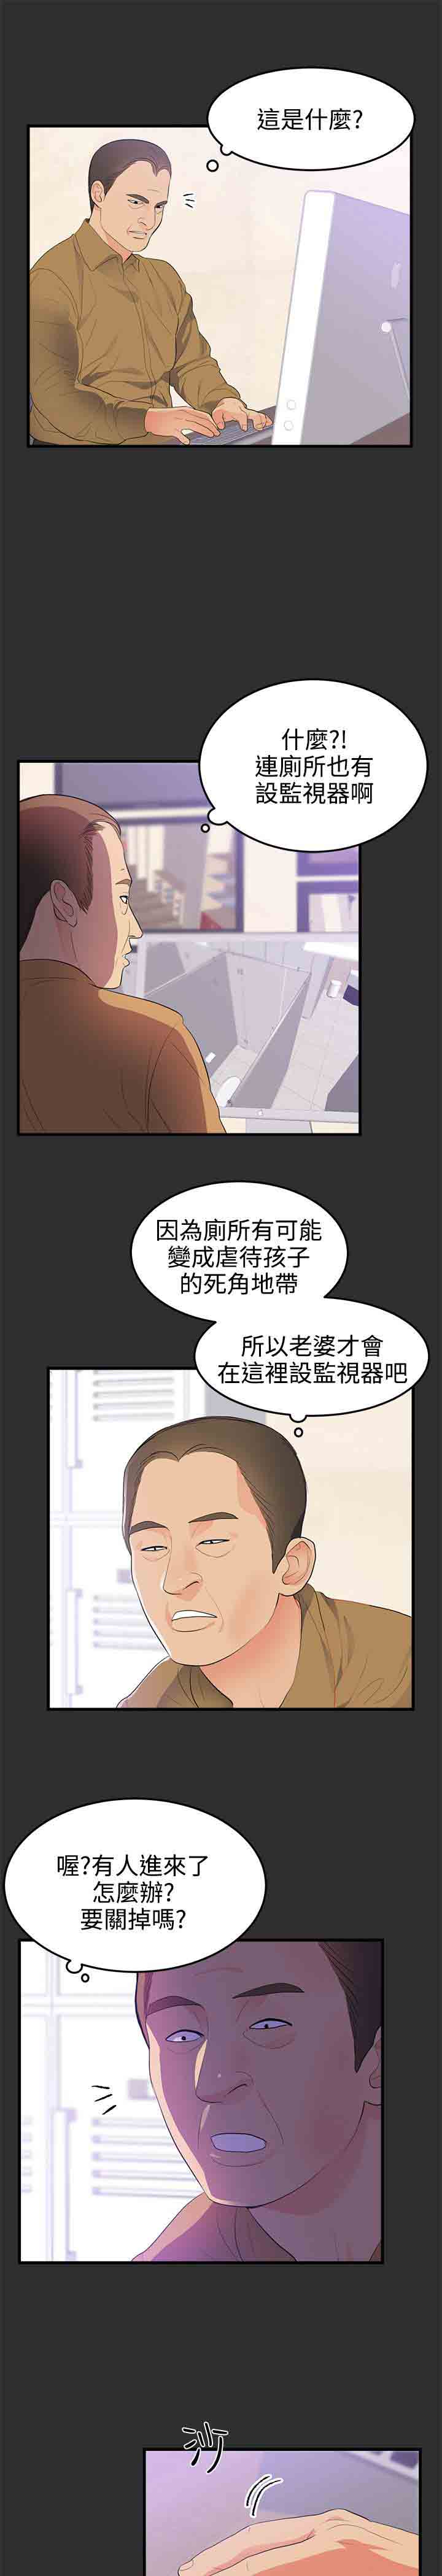 這是什麼?
什麼?!
連廁所也有
設監視器啊
因為廁所有可能
變成虐待孩子
的死角地帶
所以老婆才會
在這裡設監視器吧
喔?有人進來了
怎麼辦?
要關掉嗎?